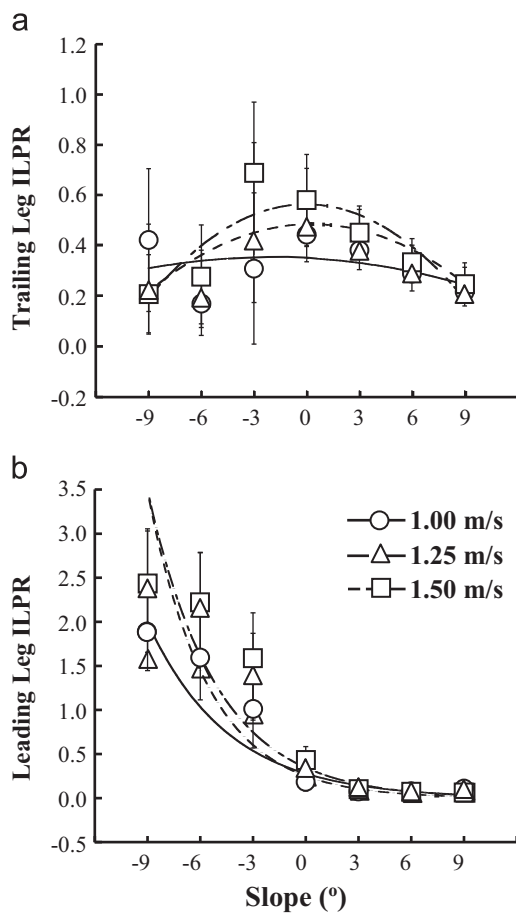 a
1.2
1.0
0.8
0.6
0.4
0.2
0.0
-0.2
Trailing Leg ILPR
-9 -6 -3 0 3 6 9
b
3.5
3.0
2.5
2.0
1.5
1.0
0.5
0.0
-0.5
Leading Leg ILPR
1.00 m/s
1.25 m/s
1.50 m/s
-9 -6 -3 0 3 6 9
Slope (º)